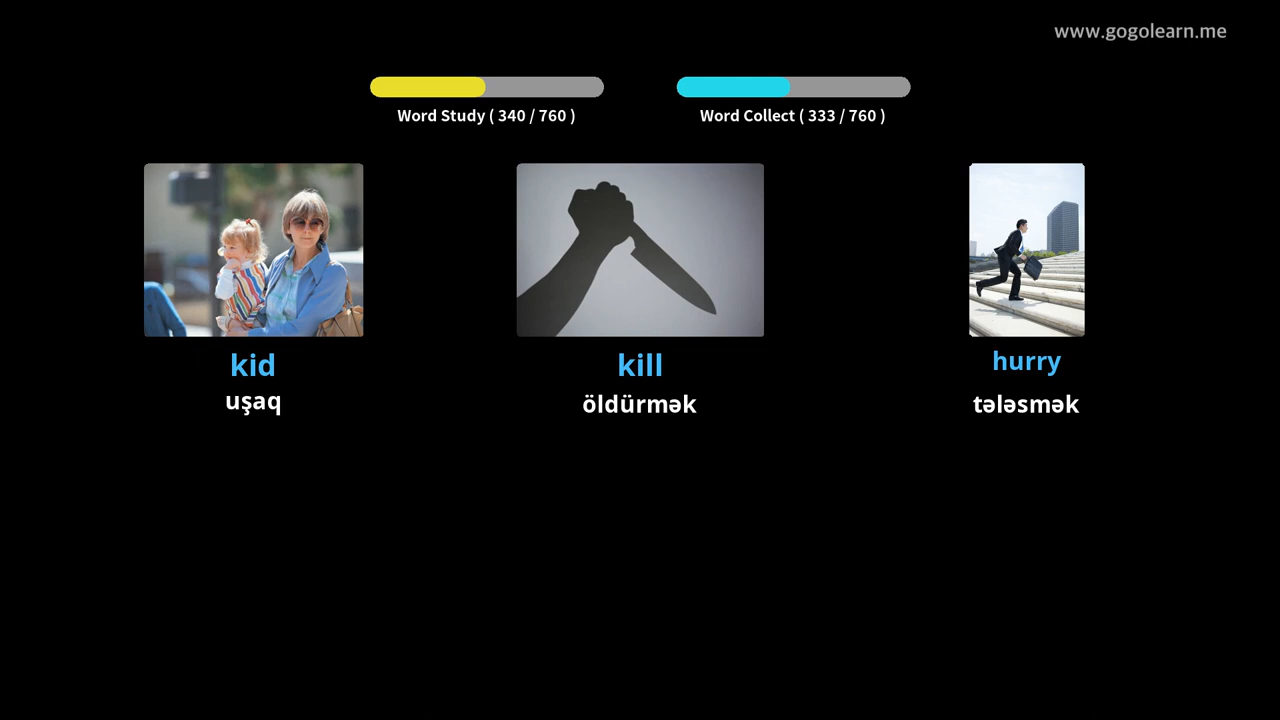 www.gogolearn.me
Word Study ( 340 / 760 )
Word Collect ( 333 / 760 )
kid
kill
hurry
uşaq
öldürmək
tələsmək